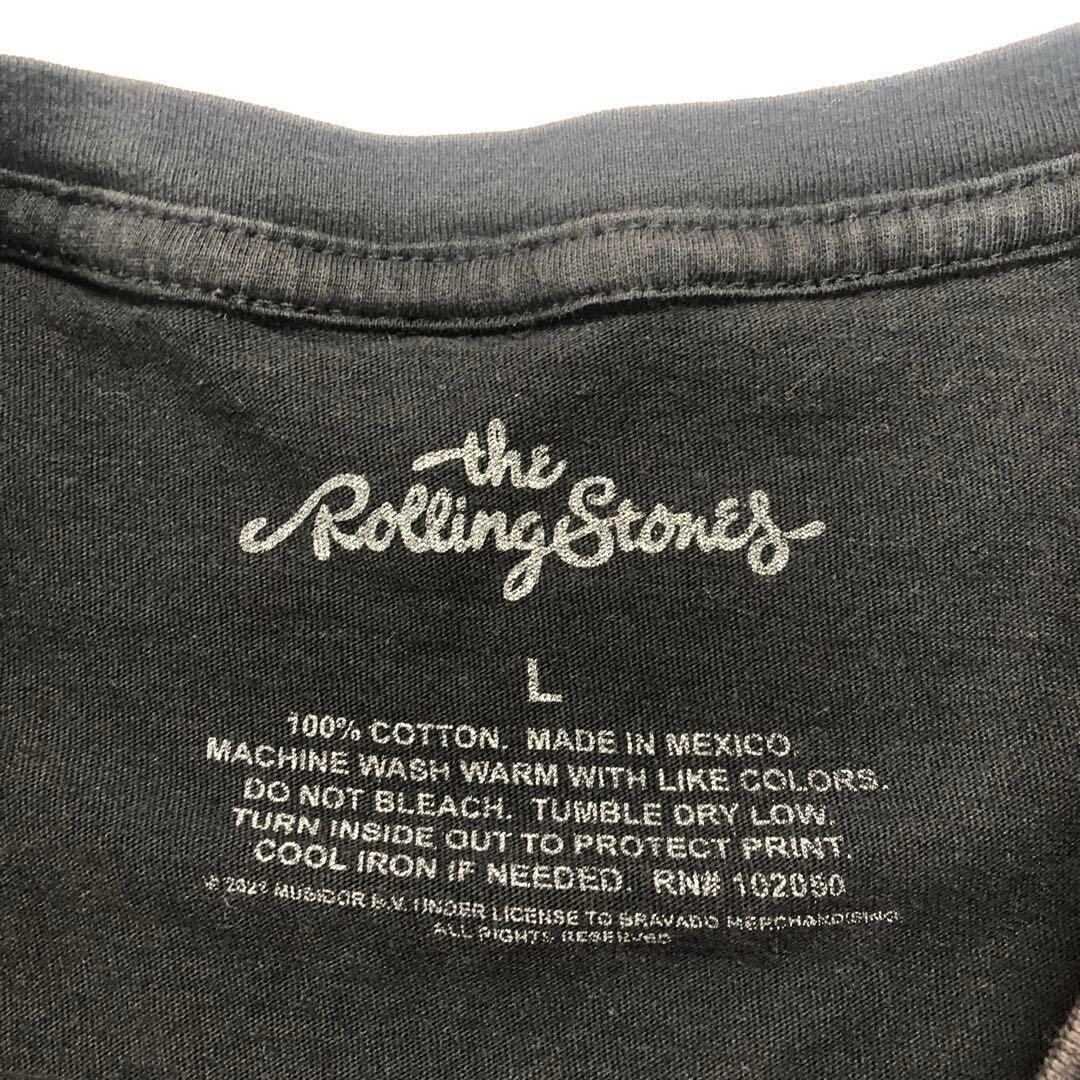 the
Rolling Stones
L
100% COTTON. MADE IN MEXICO.
MACHINE WASH WARM WITH LIKE COLORS.
DO NOT BLEACH. TUMBLE DRY LOW.
TURN INSIDE OUT TO PROTECT PRINT.
COOL IRON IF NEEDED. RN#
© MUSIDOR B.V. UNDER LICENSE TO BRAVADO MERCHANDISING
ALL RIGHTS RESERVED